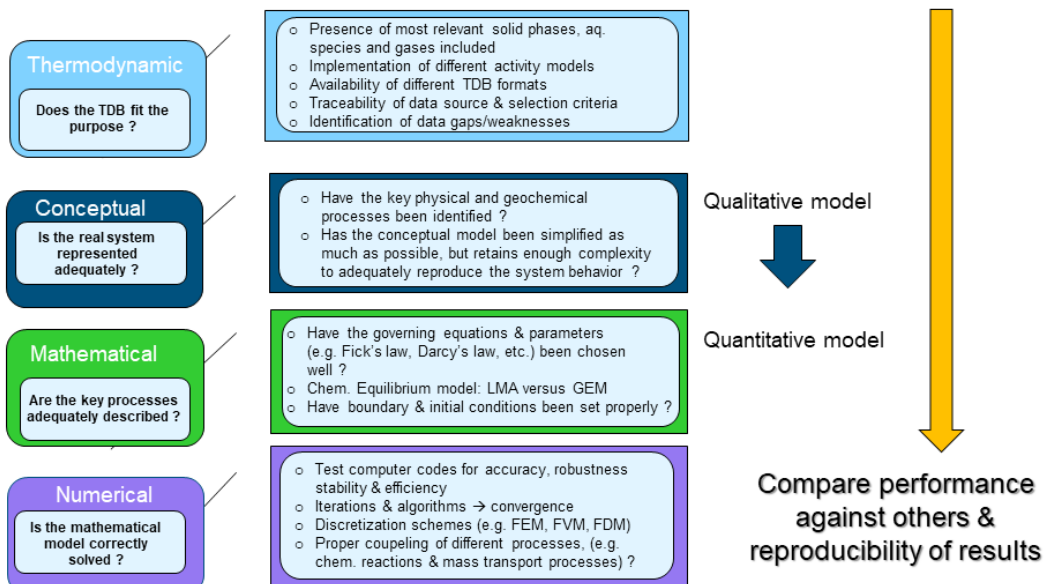 Thermodynamic
Does the TDB fit the
purpose ?
o Presence of most relevant solid phases, aq.
species and gases included
o Implementation of different activity models
o Availability of different TDB formats
o Traceability of data source & selection criteria
o Identification of data gaps/weaknesses
Conceptual
Is the real system
represented
adequately ?
o Have the key physical and geochemical
processes been identified ?
o Has the conceptual model been simplified as
much as possible, but retains enough complexity
to adequately reproduce the system behavior ?
Qualitative model
Mathematical
Are the key processes
adequately described ?
o Have the governing equations & parameters
(e.g. Fick's law, Darcy's law, etc.) been chosen
well ?
o Chem. Equilibrium model: LMA versus GEM
o Have boundary & initial conditions been set properly ?
Quantitative model
Numerical
Is the mathematical
model correctly
solved ?
o Test computer codes for accuracy, robustness
stability & efficiency
o Iterations & algorithms → convergence
o Discretization schemes (e.g. FEM, FVM, FDM)
o Proper coupeling of different processes, (e.g.
chem. reactions & mass transport processes) ?
Compare performance
against others &
reproducibility of results